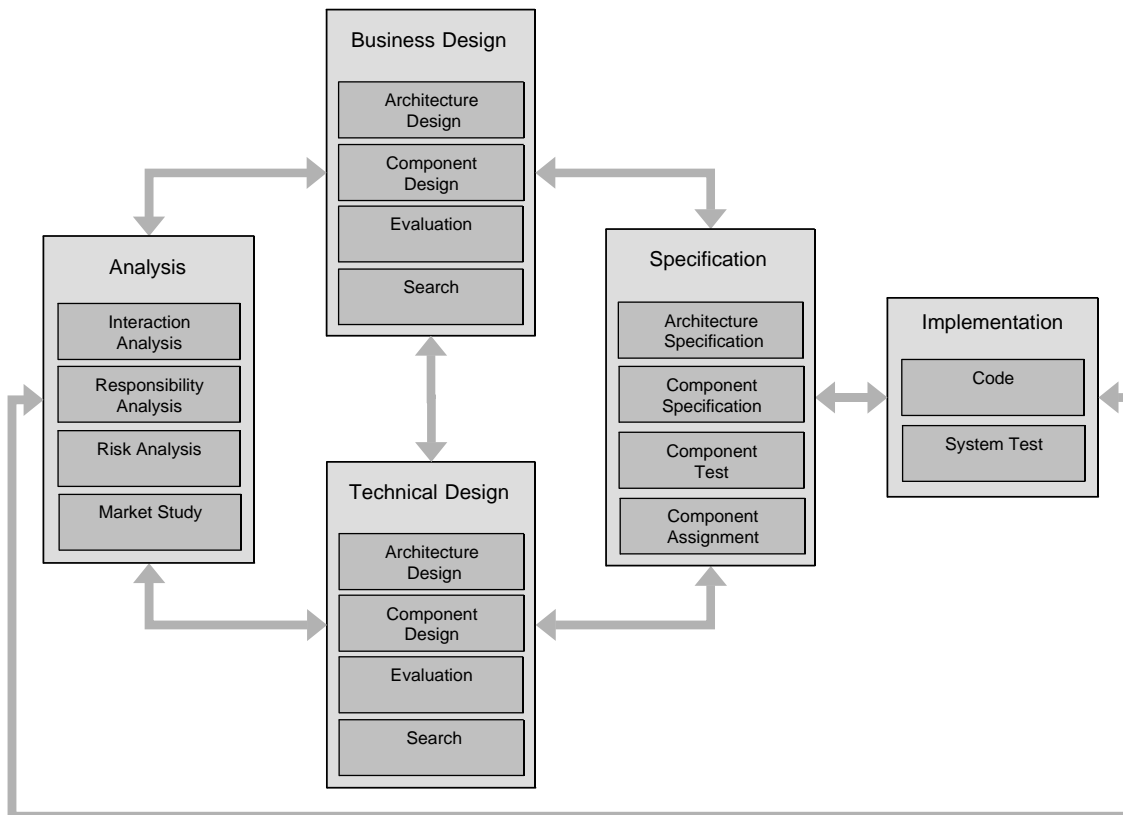 Business Design
Architecture
Design
Component
Design
Evaluation
Search
Analysis
Interaction
Analysis
Responsibility
Analysis
Risk Analysis
Market Study
Technical Design
Architecture
Design
Component
Design
Evaluation
Search
Specification
Architecture
Specification
Component
Specification
Component
Test
Component
Assignment
Implementation
Code
System Test